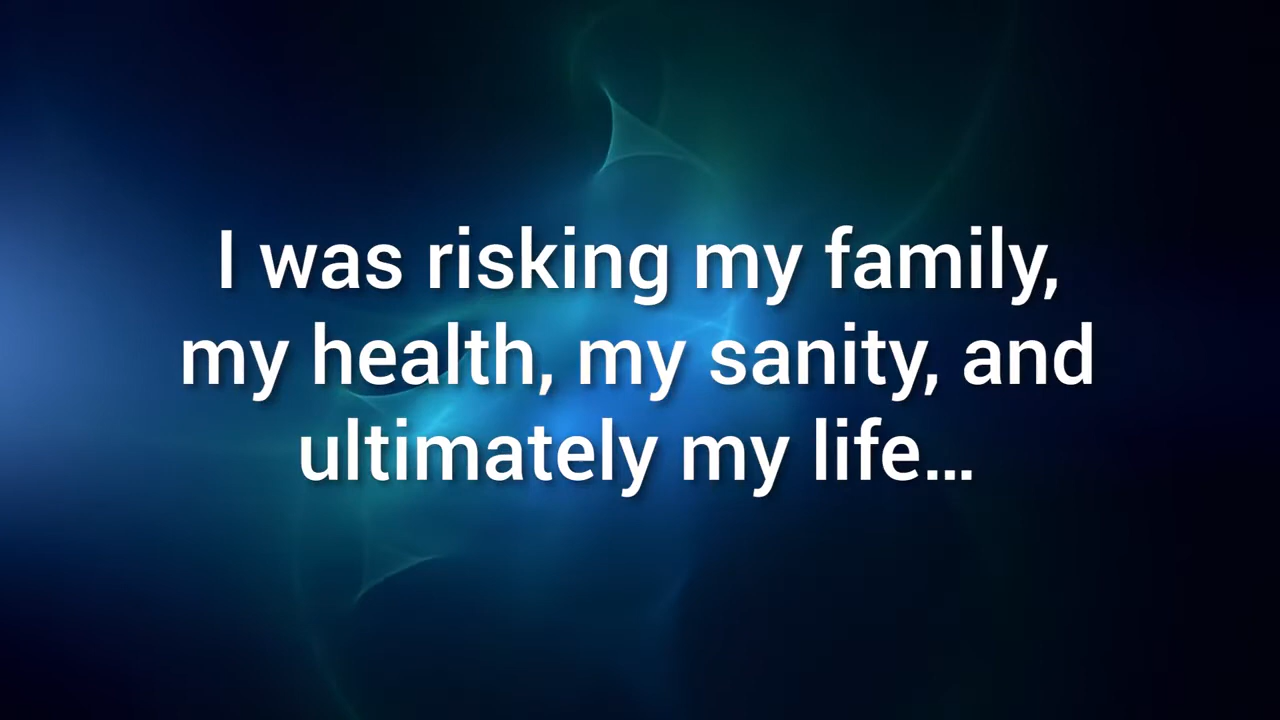 I was risking my family,
my health, my sanity, and
ultimately my life...